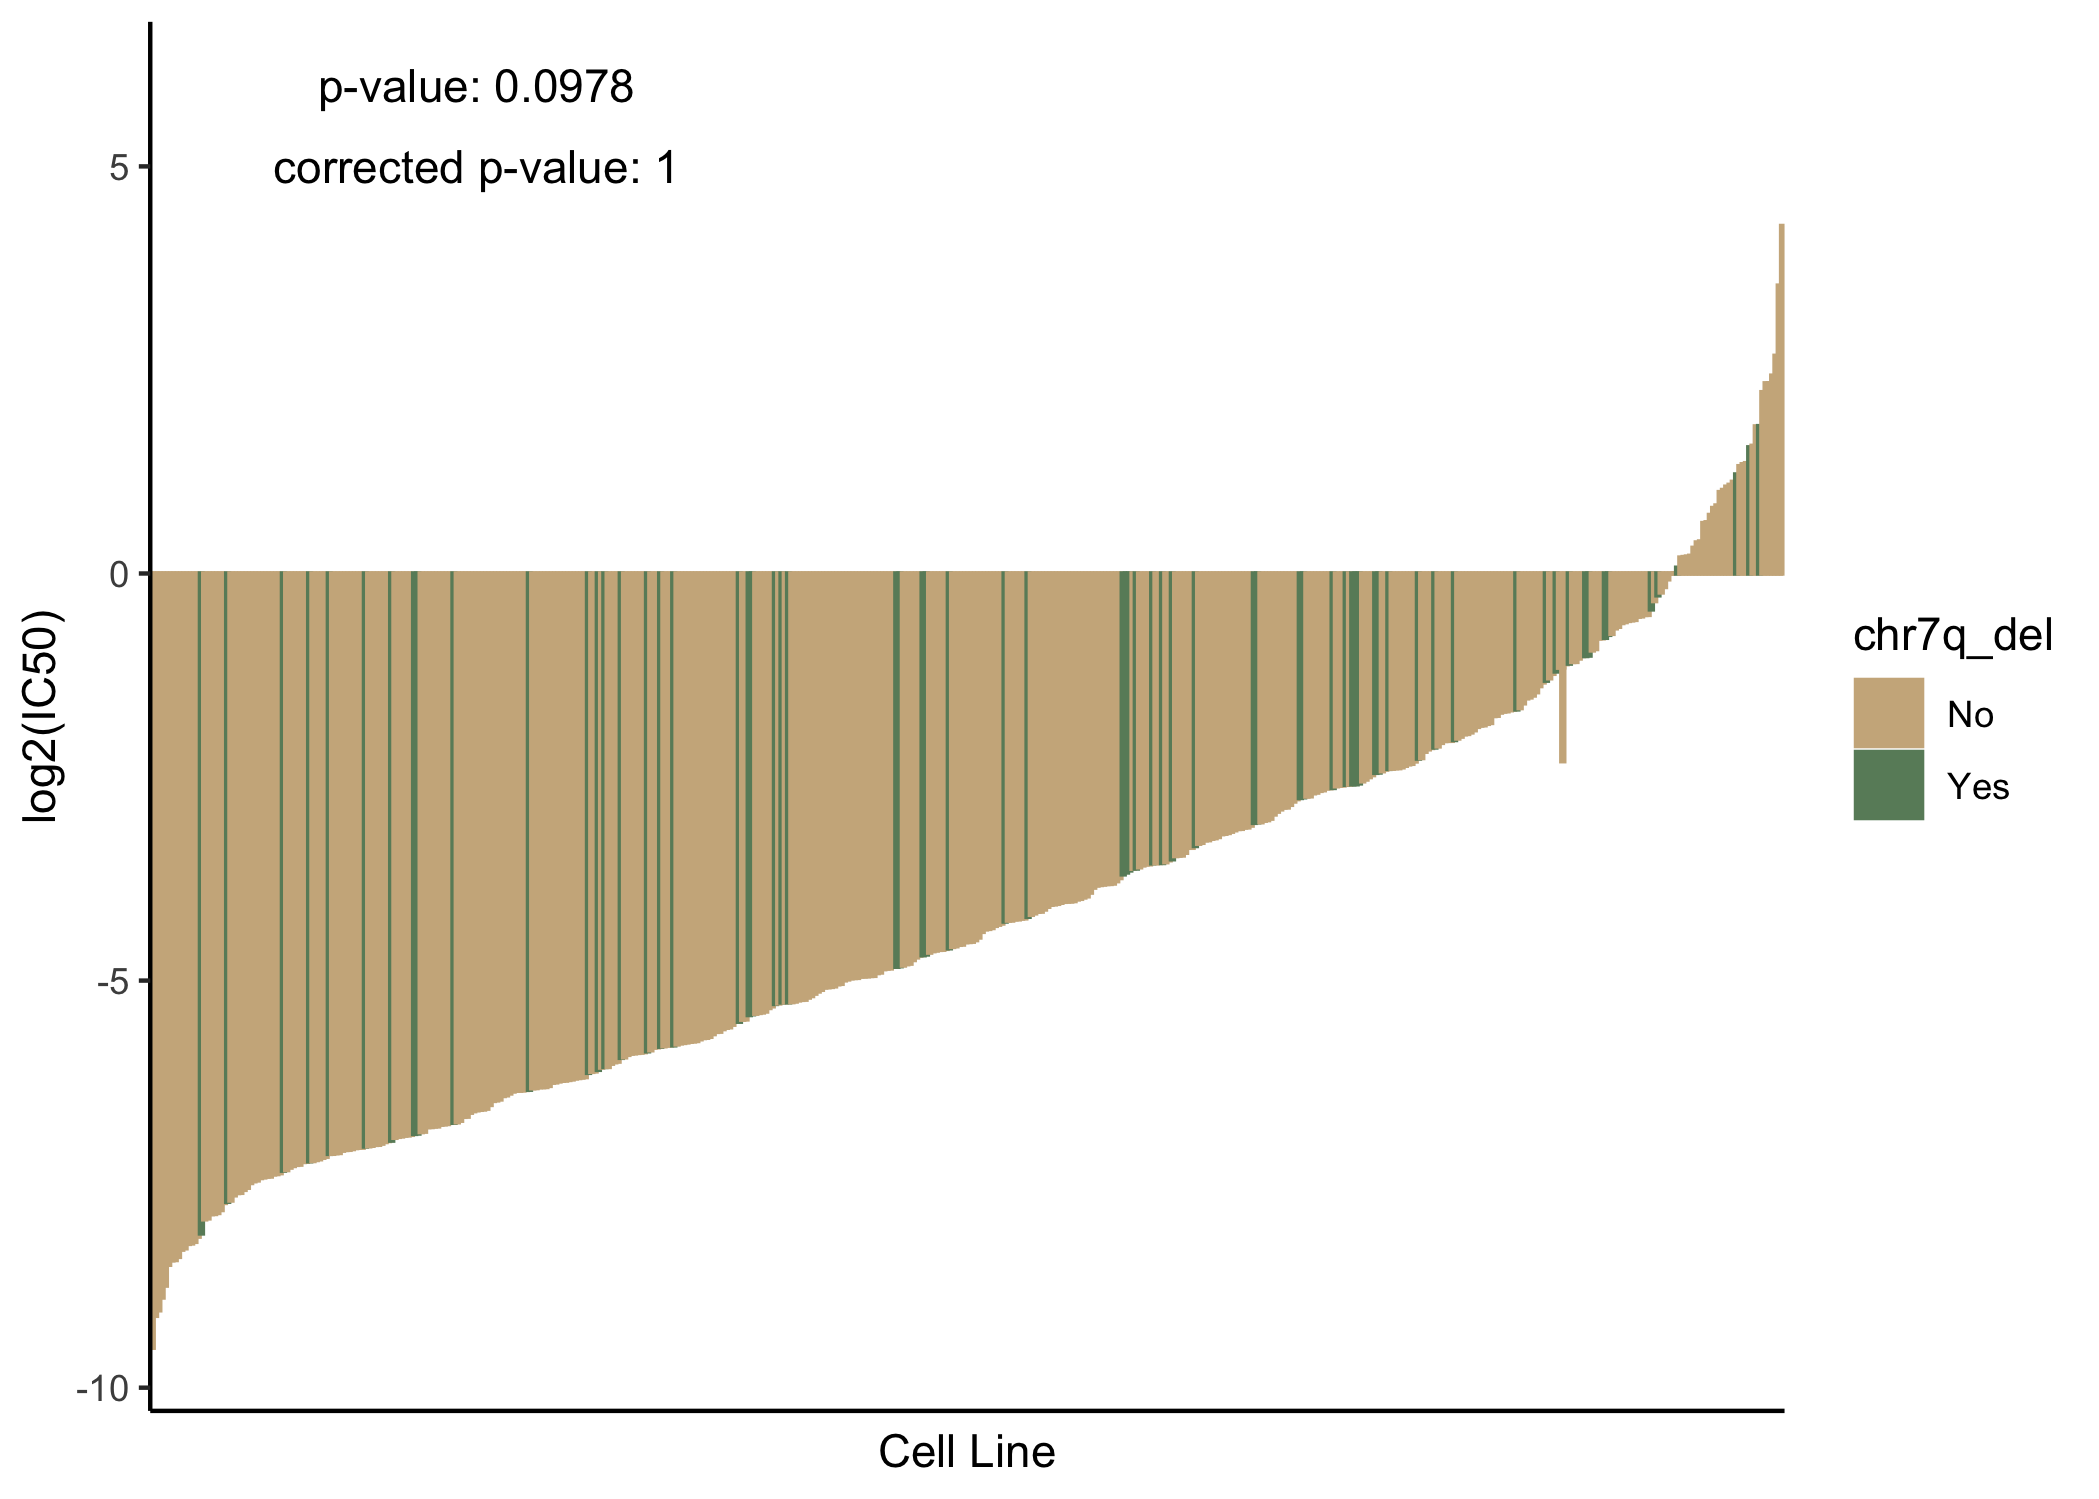 p-value: 0.0978
corrected p-value: 1
5
0
-5
-10
log2(IC50)
Cell Line
chr7q_del
No
Yes